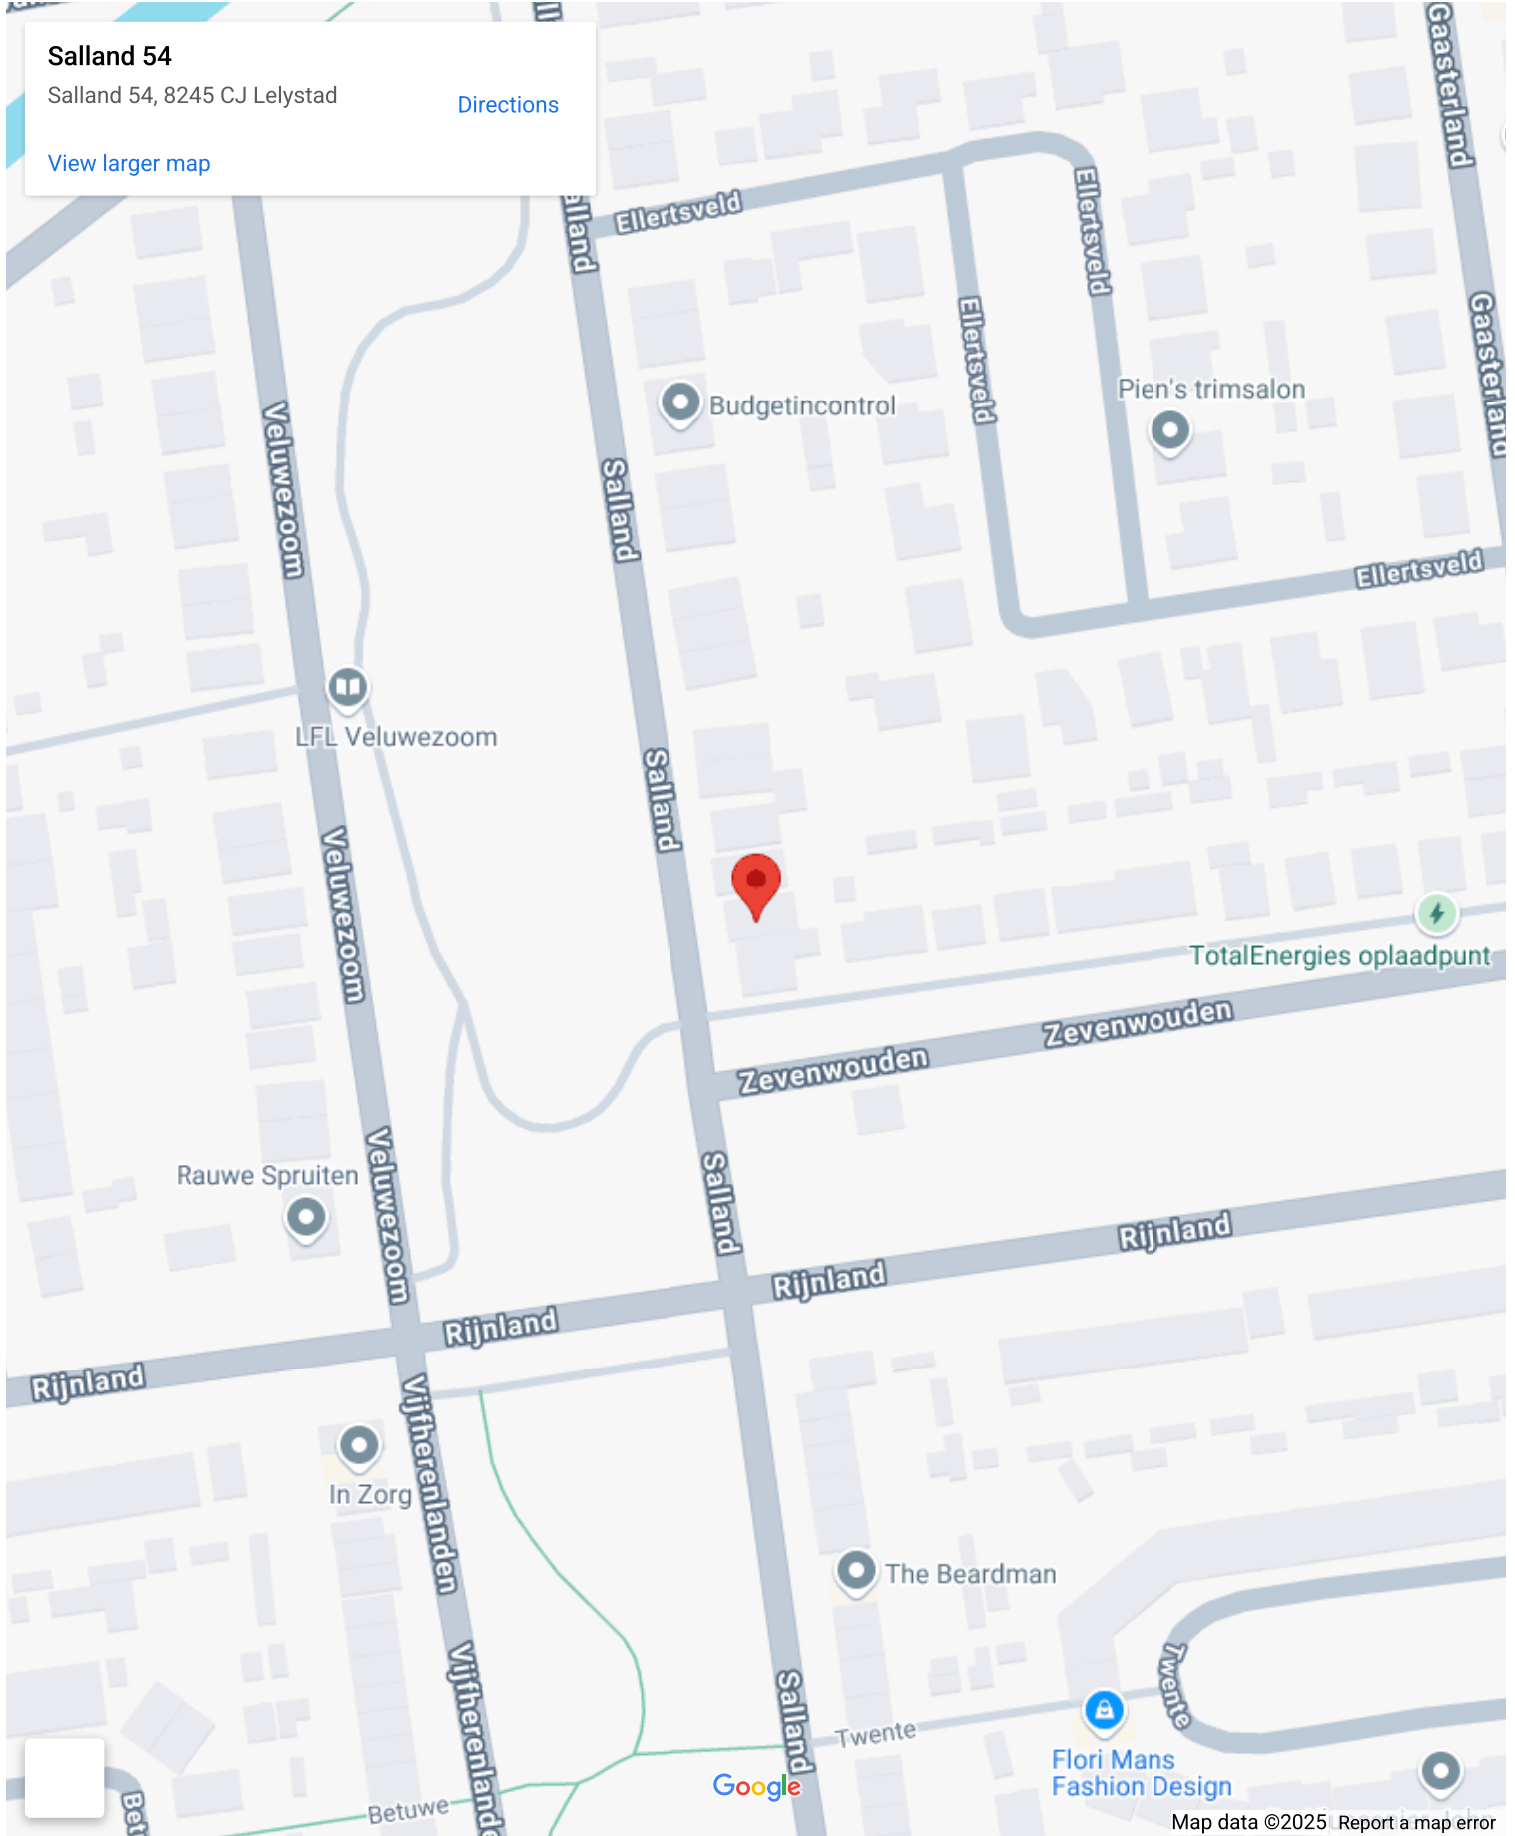 Salland 54
Salland 54, 8245 CJ Lelystad
Directions
View larger map
Gaasterland
Ellertsveld
Ellertsveld
Salland
Ellertsveld
Gaasterland
Pien's trimsalon
Budgetincontrol
Veluwezoom
Salland
Ellertsveld
LFL Veluwezoom
Salland
Veluwezoom
TotalEnergies oplaadpunt
Zevenwouden
Zevenwouden
Veluwezoom
Rauwe Spruiten
Salland
Rijnland
Rijnland
Rijnland
Rijnland
Vijfherenlanden
In Zorg
The Beardman
Twente
Vijfherenlande
Salland
Twente
Flori Mans
Fashion Design
Google
Bet
Betuwe
Map data ©2025
Report a map error